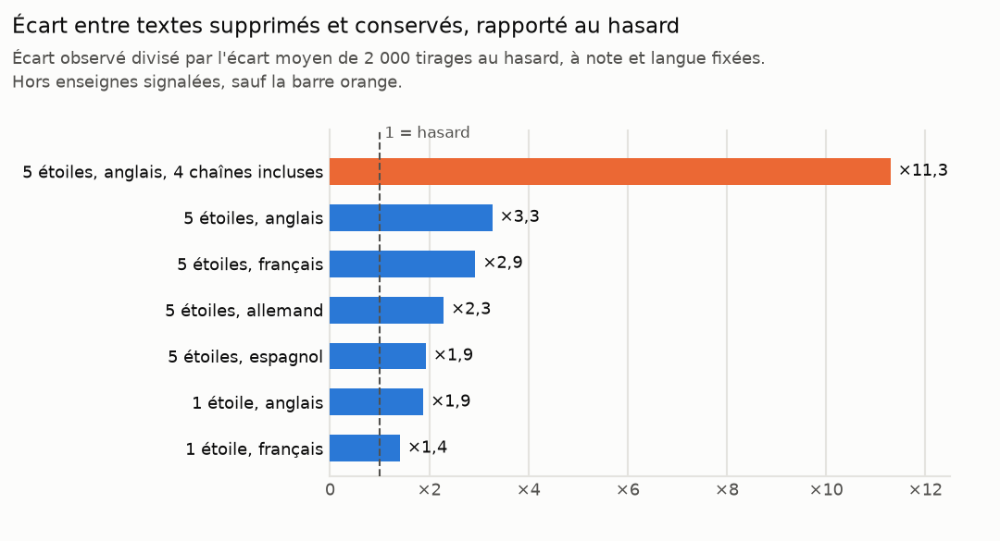 Écart entre textes supprimés et conservés, rapporté au hasard
Écart observé divisé par l'écart moyen de 2 000 tirages au hasard, à note et langue fixées.
Hors enseignes signalées, sauf la barre orange.
1 = hasard
5 étoiles, anglais, 4 chaînes incluses ×11,3
5 étoiles, anglais ×3,3
5 étoiles, français ×2,9
5 étoiles, allemand ×2,3
5 étoiles, espagnol ×1,9
1 étoile, anglais ×1,9
1 étoile, français ×1,4
0 ×2 ×4 ×6 ×8 ×10 ×12